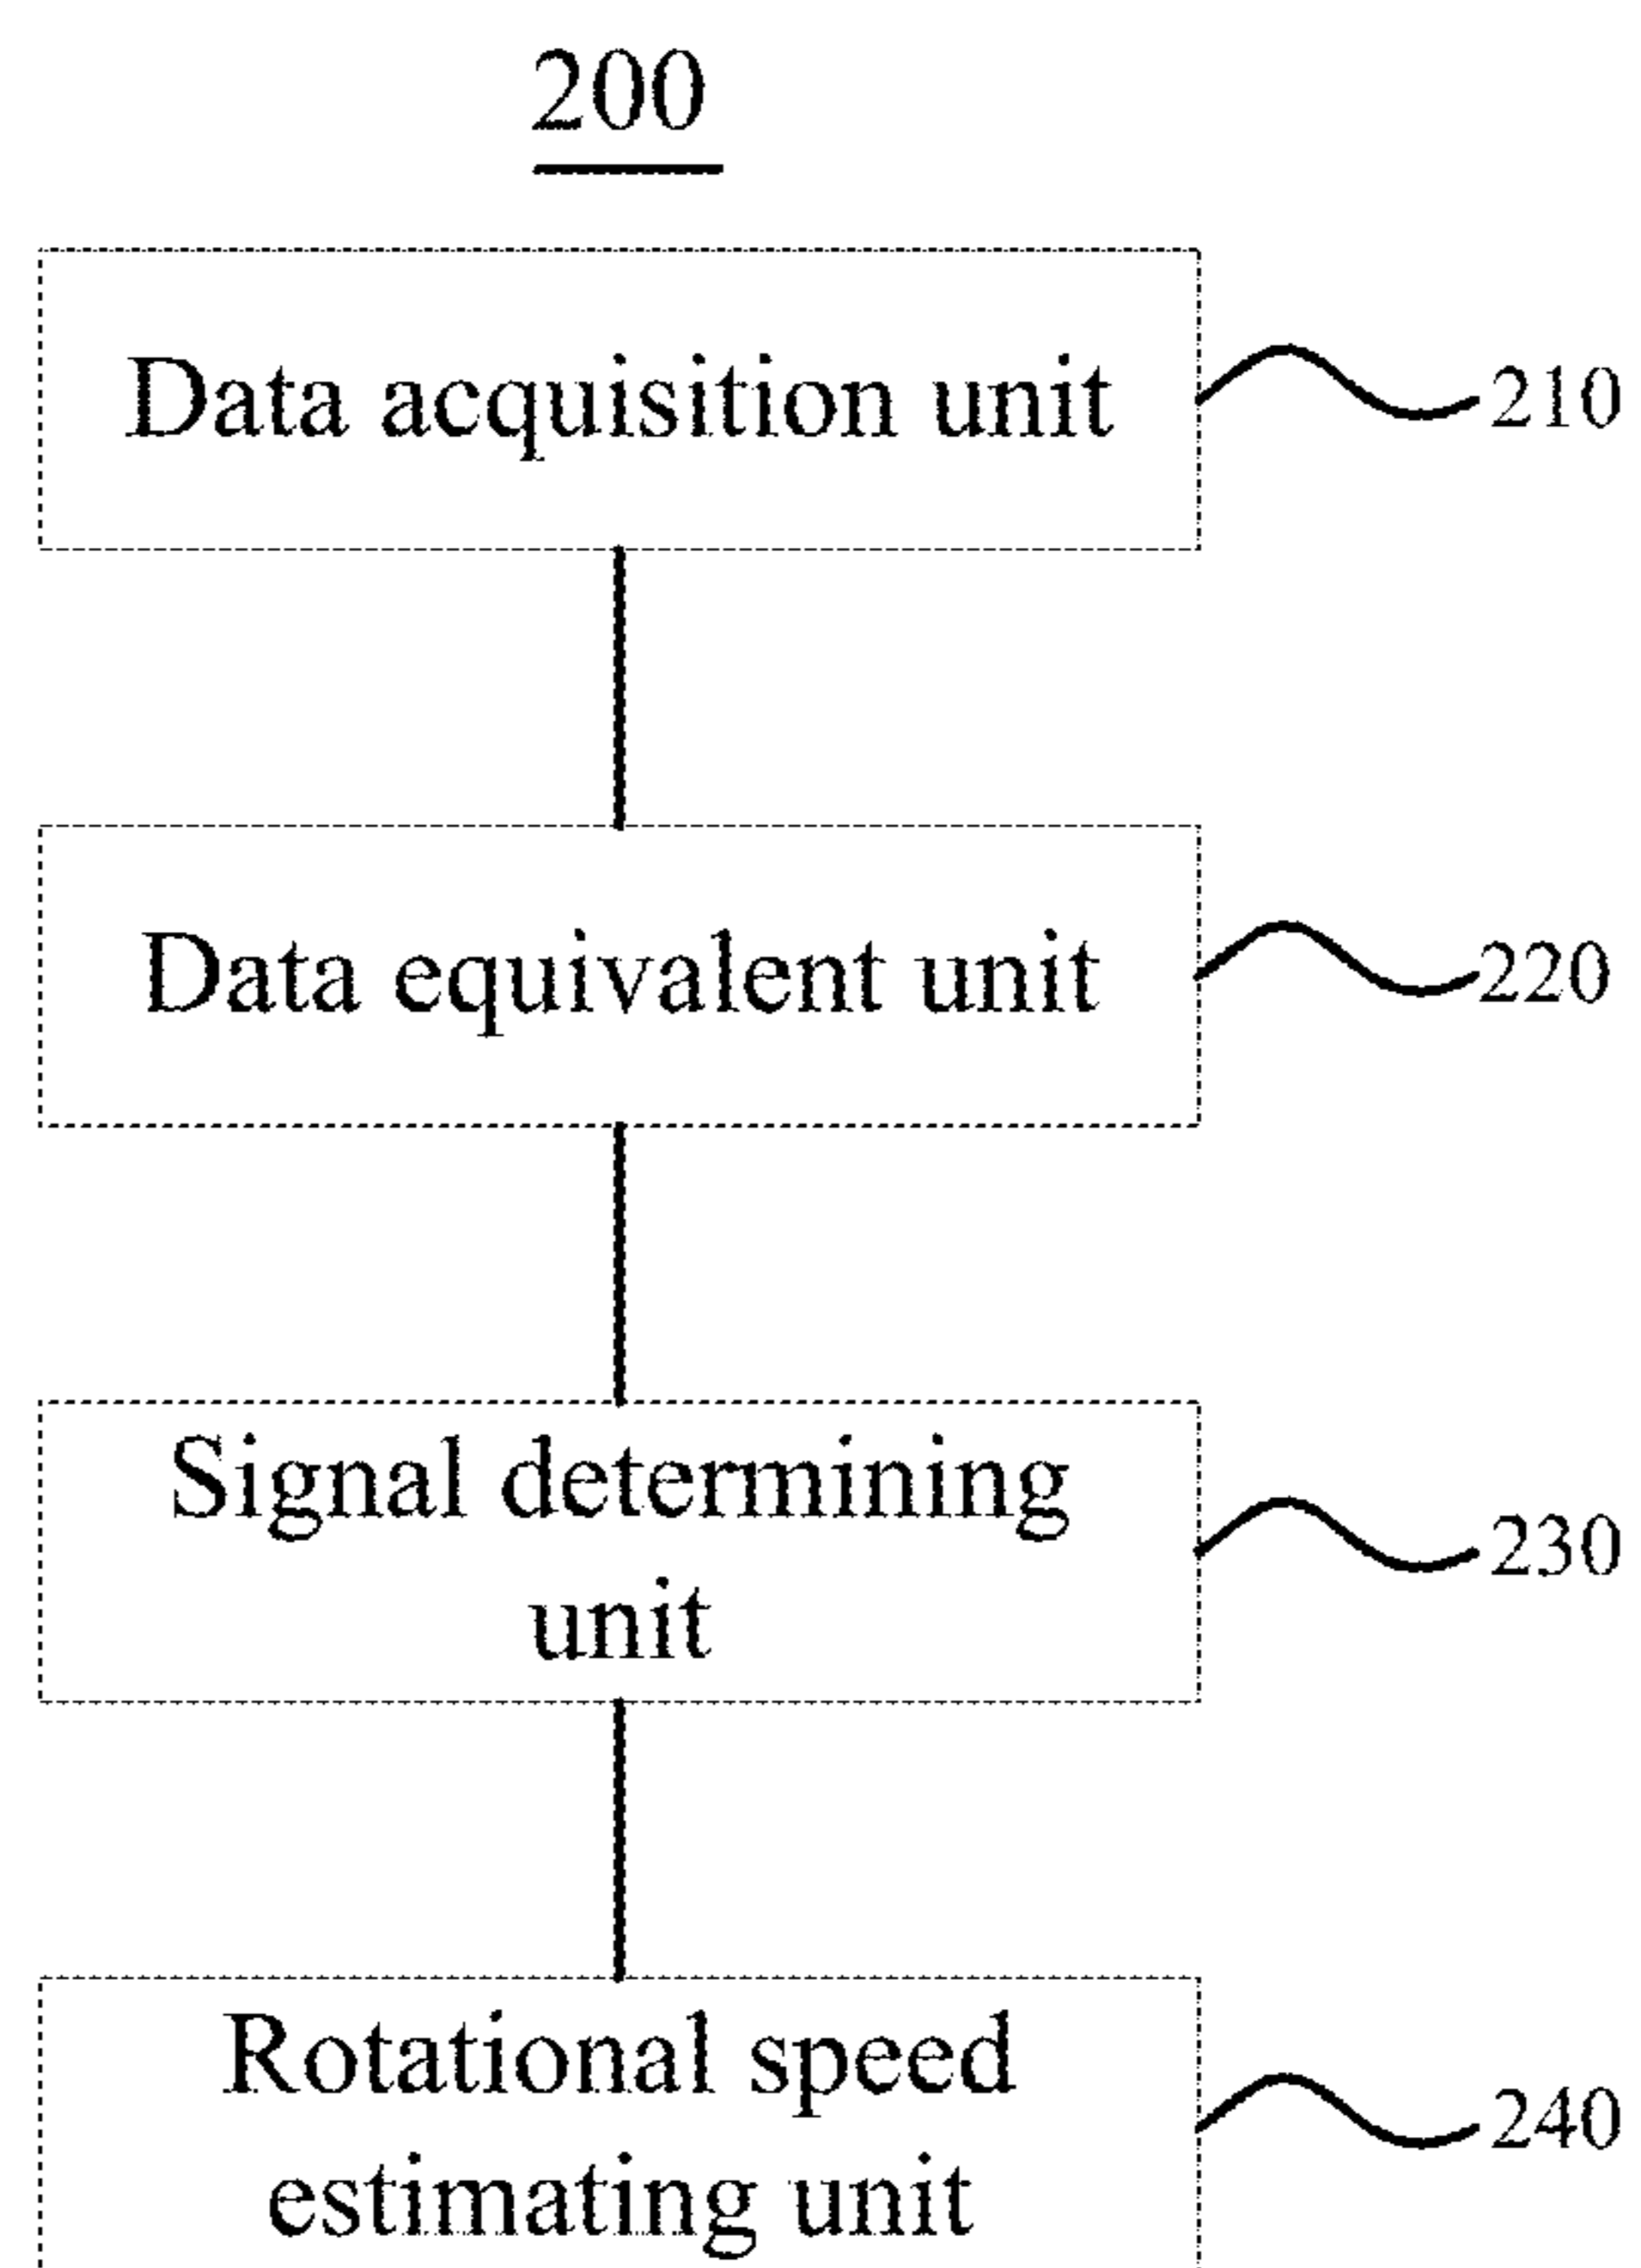 200
Data acquisition unit
210
Data equivalent unit
220
Signal determining
unit
230
Rotational speed
estimating unit
240